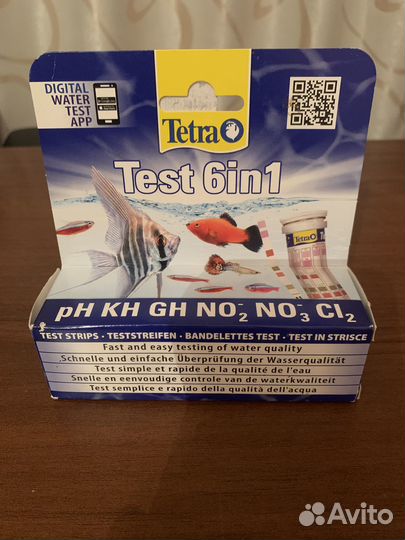 DIGITAL
WATER
TEST
APP
Tetra
Test 6in1
Tetra
pH KH GH NO₂⁻ NO₃⁻ Cl₂
TEST STRIPS · TESTSTREIFEN · BANDELETTES TEST · TEST IN STRISCE
Fast and easy testing of water quality
Schnelle und einfache Überprüfung der Wasserqualität
Test simple et rapide de la qualité de l'eau
Snelle en eenvoudige controle van de waterkwaliteit
Test semplice e rapido della qualità dell'acqua
Avito